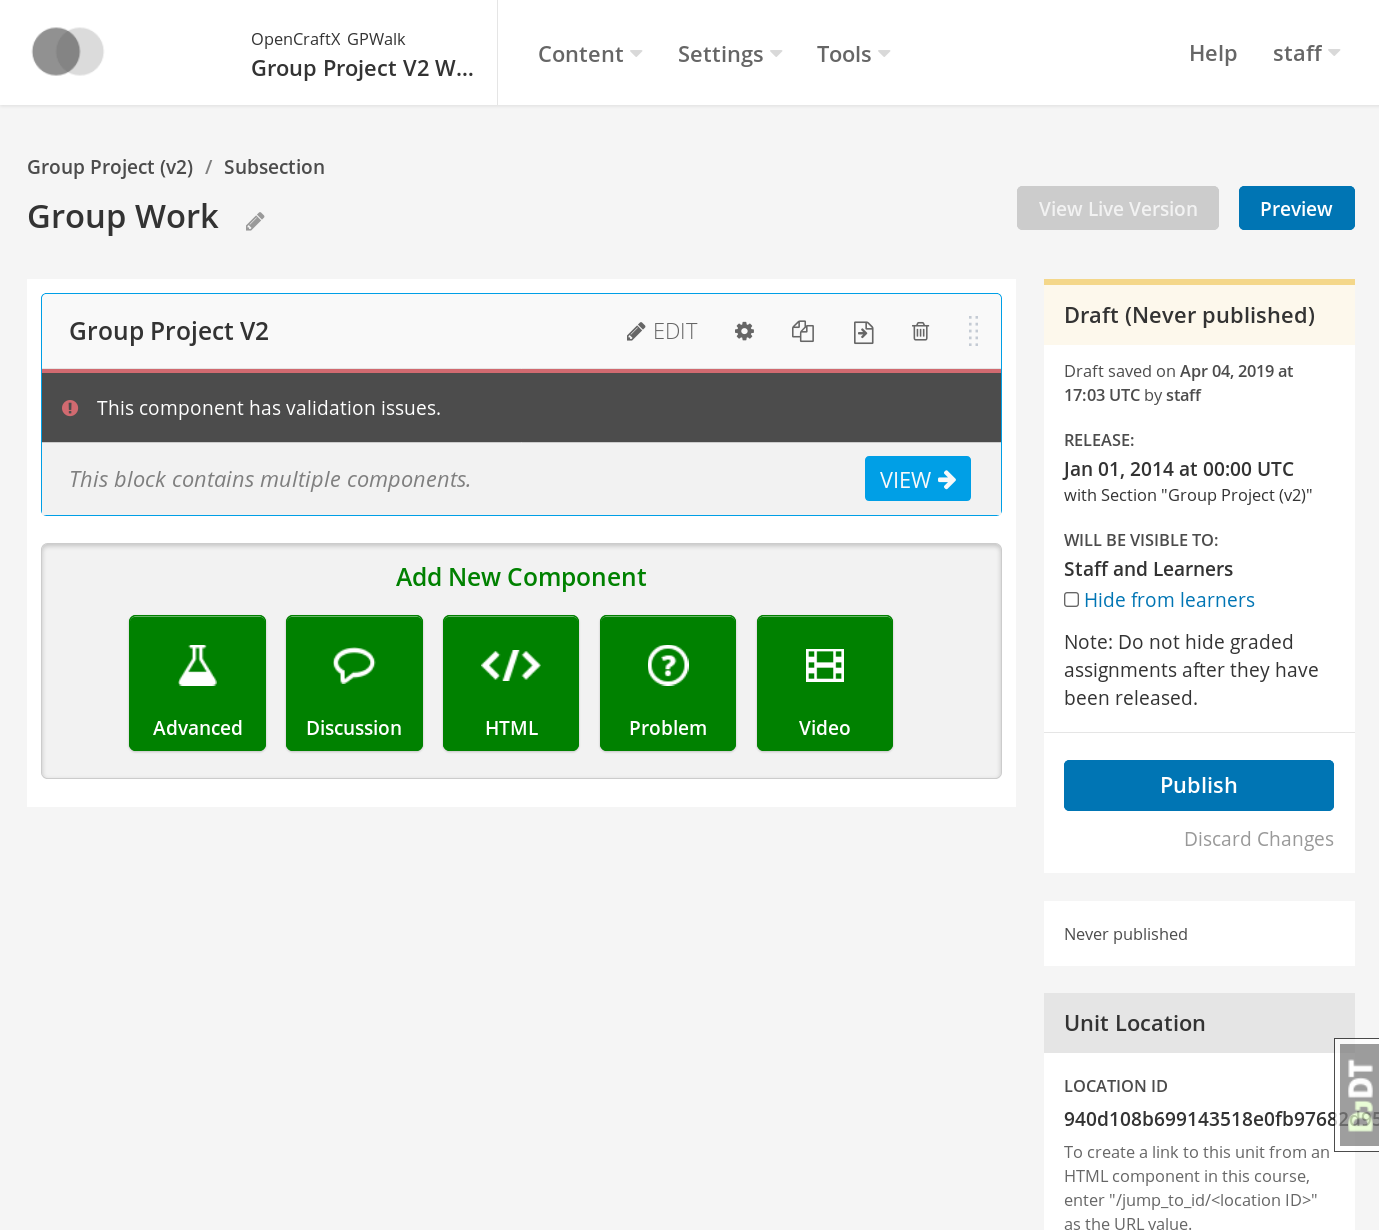 OpenCraftX GPWalk
Group Project V2 W...
Content
Settings
Tools
Help
staff
Group Project (v2) / Subsection
Group Work
View Live Version
Preview
Group Project V2
EDIT
This component has validation issues.
This block contains multiple components.
VIEW
Add New Component
Advanced
Discussion
HTML
Problem
Video
Draft (Never published)
Draft saved on Apr 04, 2019 at
17:03 UTC by staff
RELEASE:
Jan 01, 2014 at 00:00 UTC
with Section "Group Project (v2)"
WILL BE VISIBLE TO:
Staff and Learners
Hide from learners
Note: Do not hide graded
assignments after they have
been released.
Publish
Discard Changes
Never published
Unit Location
LOCATION ID
940d108b699143518e0fb97682d95
To create a link to this unit from an
HTML component in this course,
enter "/jump_to_id/<location ID>"
as the URL value.
DjDT